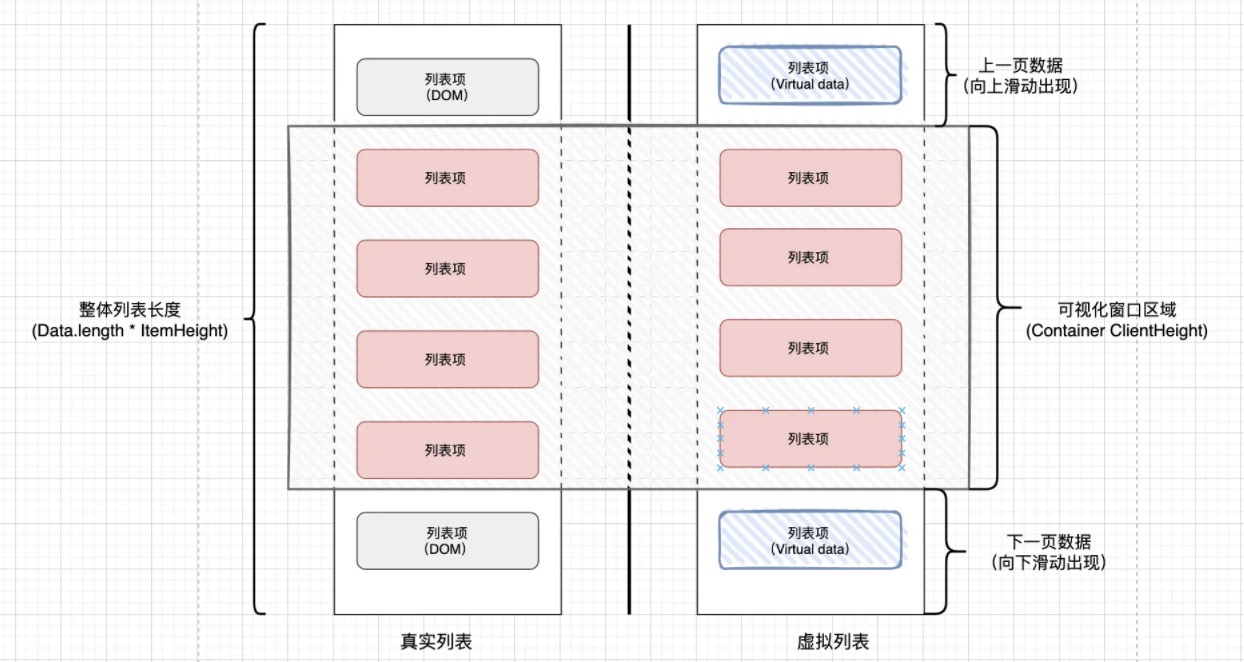 列表项
(DOM)
列表项
(Virtual data)
上一页数据
(向上滑动出现)
列表项
列表项
列表项
列表项
列表项
列表项
列表项
列表项
整体列表长度
(Data.length * ItemHeight)
可视化窗口区域
(Container ClientHeight)
列表项
(DOM)
列表项
(Virtual data)
下一页数据
(向下滑动出现)
真实列表
虚拟列表